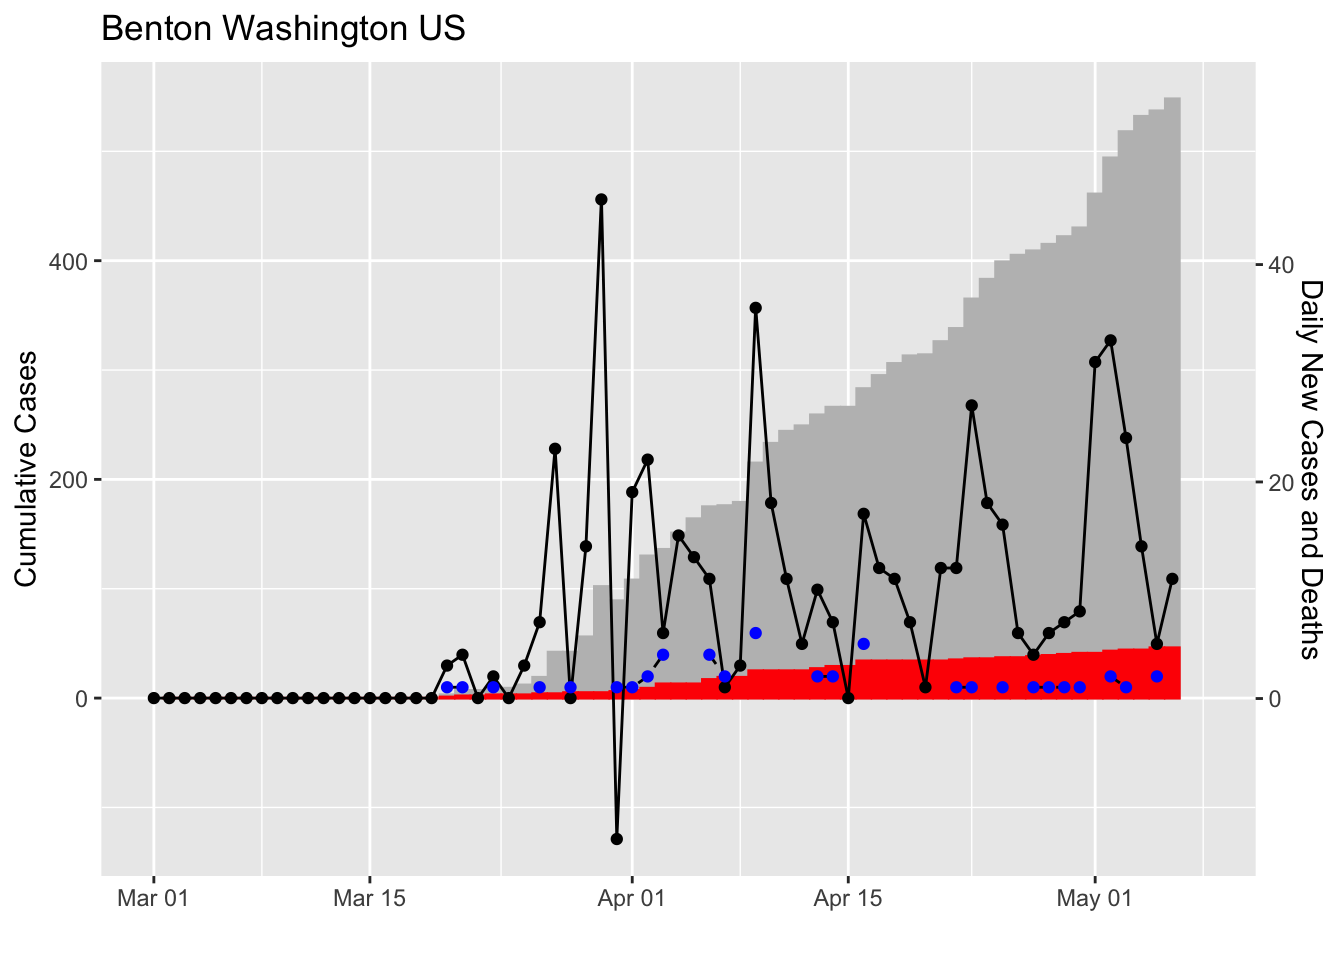 Benton Washington US
Cumulative Cases
400
200
0
40
20
0
Daily New Cases and Deaths
Mar 01
Mar 15
Apr 01
Apr 15
May 01